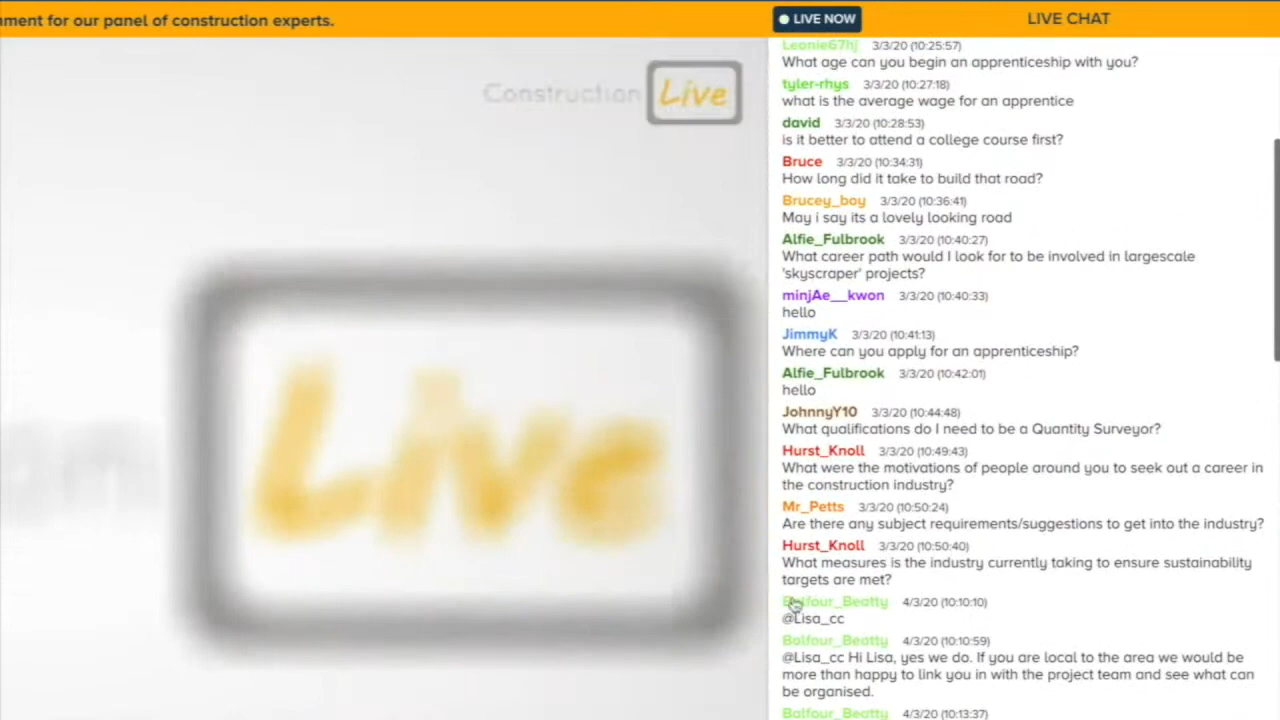 nment for our panel of construction experts.
LIVE NOW
LIVE CHAT
Construction Live
Live
Leonie67hj 3/3/20 (10:25:57)
What age can you begin an apprenticeship with you?
tyler-rhys 3/3/20 (10:27:18)
what is the average wage for an apprentice
david 3/3/20 (10:28:53)
is it better to attend a college course first?
Bruce 3/3/20 (10:34:31)
How long did it take to build that road?
Brucey_boy 3/3/20 (10:36:41)
May i say its a lovely looking road
Alfie_Fulbrook 3/3/20 (10:40:27)
What career path would I look for to be involved in largescale
'skyscraper' projects?
minjAe__kwon 3/3/20 (10:40:33)
hello
JimmyK 3/3/20 (10:41:13)
Where can you apply for an apprenticeship?
Alfie_Fulbrook 3/3/20 (10:42:01)
hello
JohnnyY10 3/3/20 (10:44:48)
What qualifications do I need to be a Quantity Surveyor?
Hurst_Knoll 3/3/20 (10:49:43)
What were the motivations of people around you to seek out a career in
the construction industry?
Mr_Petts 3/3/20 (10:50:24)
Are there any subject requirements/suggestions to get into the industry?
Hurst_Knoll 3/3/20 (10:50:40)
What measures is the industry currently taking to ensure sustainability
targets are met?
Balfour_Beatty 4/3/20 (10:10:10)
@Lisa_cc
Balfour_Beatty 4/3/20 (10:10:59)
@Lisa_cc Hi Lisa, yes we do. If you are local to the area we would be
more than happy to link you in with the project team and see what can
be organised.
Balfour_Beatty 4/3/20 (10:13:37)